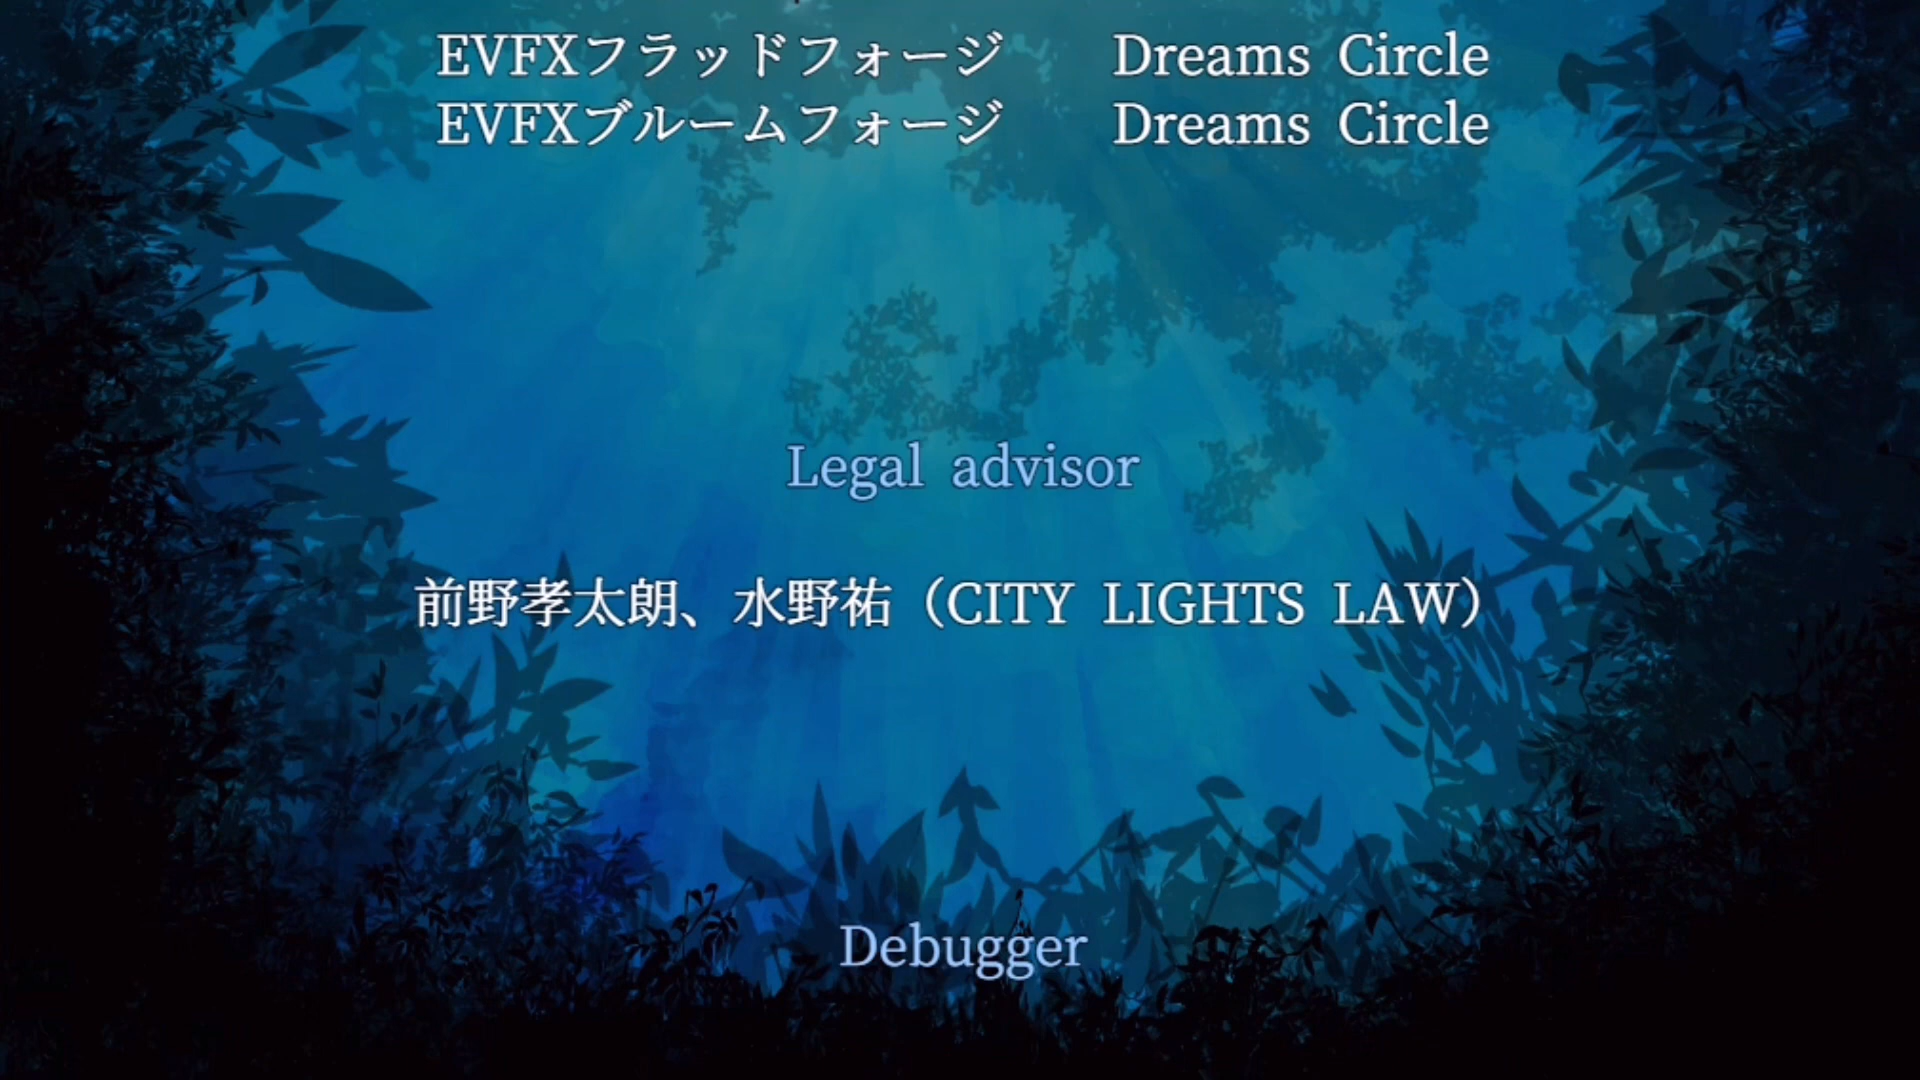 EVFXフラッドフォージ Dreams Circle
EVFXブルームフォージ Dreams Circle
Legal advisor
前野孝太朗、水野祐（CITY LIGHTS LAW）
Debugger